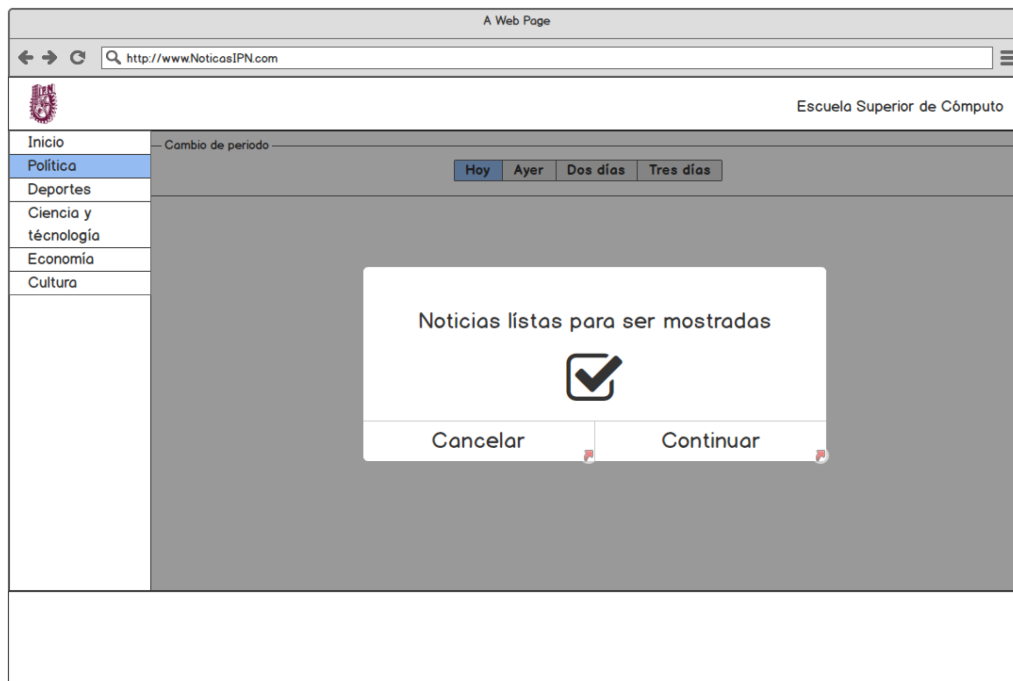 A Web Page
http://www.NoticasIPN.com
IPN
Escuela Superior de Cómputo
Inicio
Política
Deportes
Ciencia y
técnología
Economía
Cultura
Cambio de periodo
Hoy Ayer Dos días Tres días
Noticias lístas para ser mostradas
Cancelar Continuar